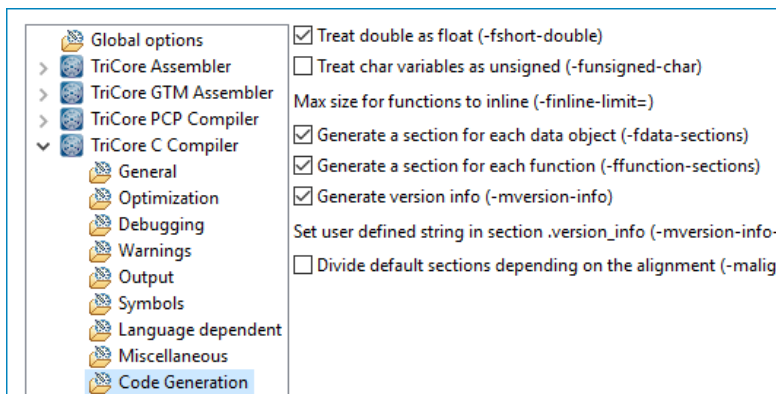 Global options
TriCore Assembler
TriCore GTM Assembler
TriCore PCP Compiler
TriCore C Compiler
General
Optimization
Debugging
Warnings
Output
Symbols
Language dependent
Miscellaneous
Code Generation
Treat double as float (-fshort-double)
Treat char variables as unsigned (-funsigned-char)
Max size for functions to inline (-finline-limit=)
Generate a section for each data object (-fdata-sections)
Generate a section for each function (-ffunction-sections)
Generate version info (-mversion-info)
Set user defined string in section .version_info (-mversion-info-
Divide default sections depending on the alignment (-malig